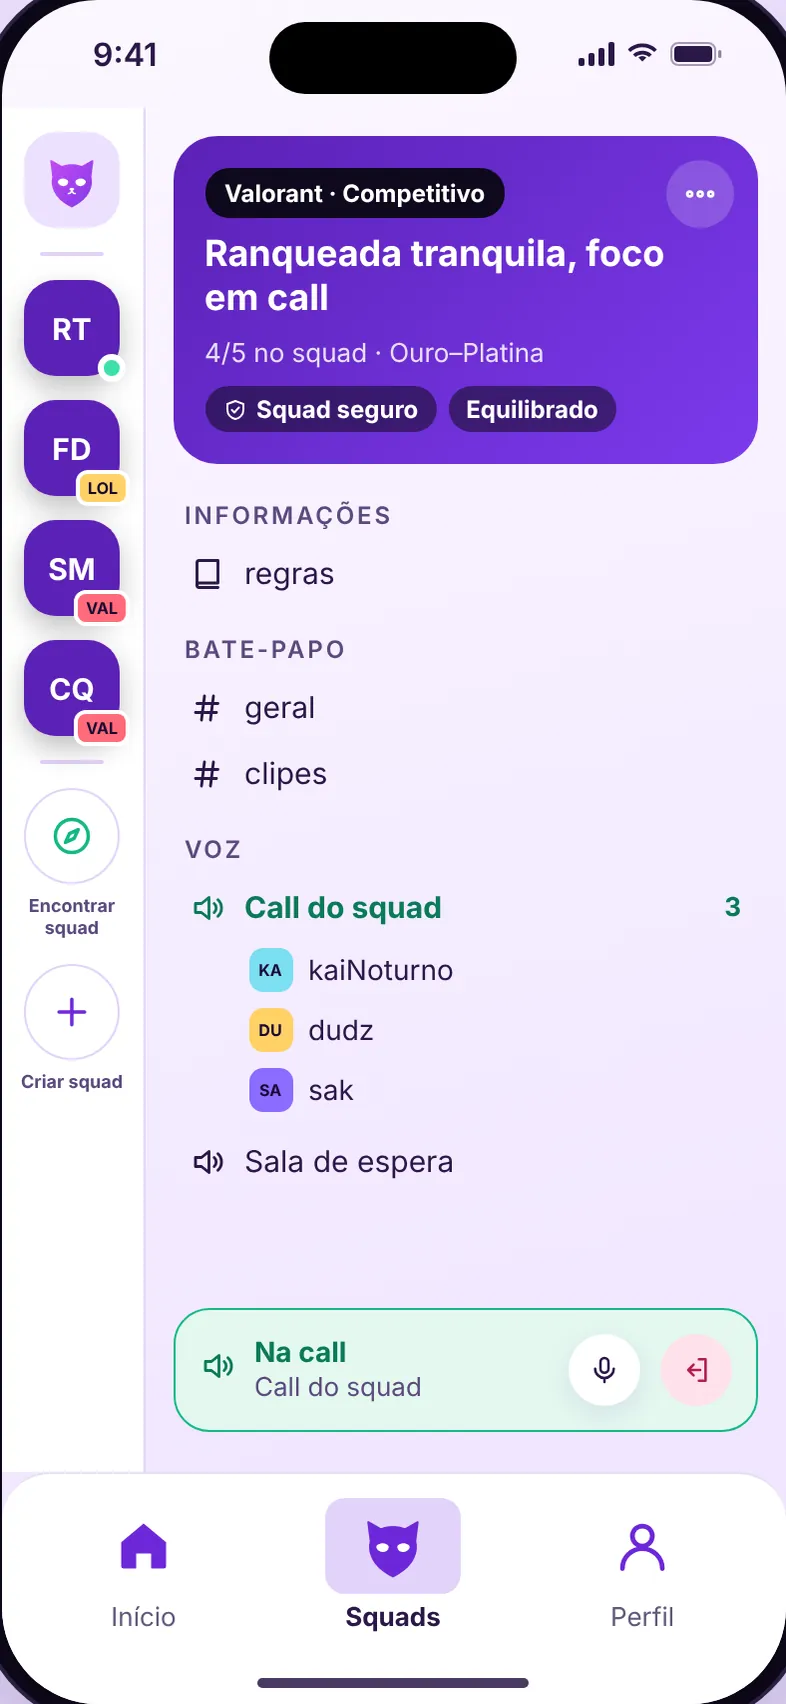 9:41
RT
FD
LOL
SM
VAL
CQ
VAL
Encontrar
squad
Criar squad
Valorant · Competitivo
Ranqueada tranquila, foco
em call
4/5 no squad · Ouro–Platina
Squad seguro
Equilibrado
INFORMAÇÕES
regras
BATE-PAPO
# geral
# clipes
VOZ
Call do squad 3
KA kaiNoturno
DU dudz
SA sak
Sala de espera
Na call
Call do squad
Início
Squads
Perfil